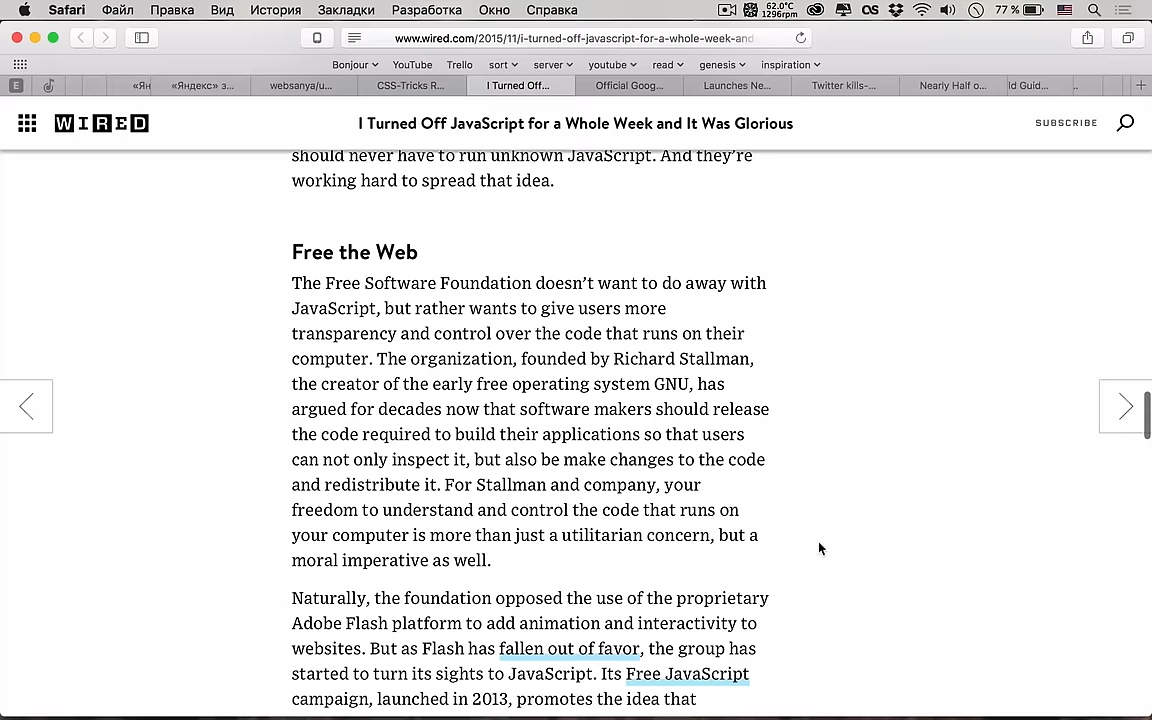 Safari Файл Правка Вид История Закладки Разработка Окно Справка 62.0°C 1296rpm 77 %
www.wired.com/2015/11/i-turned-off-javascript-for-a-whole-week-and
Bonjour YouTube Trello sort server youtube read genesis inspiration
E «Ян «Яндекс» з... websanya/u... CSS-Tricks R... I Turned Off... Official Goog... Launches Ne... Twitter kills-... Nearly Half o... ld Guid...
WIRED I Turned Off JavaScript for a Whole Week and It Was Glorious SUBSCRIBE
should never have to run unknown JavaScript. And they’re
working hard to spread that idea.
Free the Web
The Free Software Foundation doesn’t want to do away with
JavaScript, but rather wants to give users more
transparency and control over the code that runs on their
computer. The organization, founded by Richard Stallman,
the creator of the early free operating system GNU, has
argued for decades now that software makers should release
the code required to build their applications so that users
can not only inspect it, but also be make changes to the code
and redistribute it. For Stallman and company, your
freedom to understand and control the code that runs on
your computer is more than just a utilitarian concern, but a
moral imperative as well.
Naturally, the foundation opposed the use of the proprietary
Adobe Flash platform to add animation and interactivity to
websites. But as Flash has fallen out of favor, the group has
started to turn its sights to JavaScript. Its Free JavaScript
campaign, launched in 2013, promotes the idea that